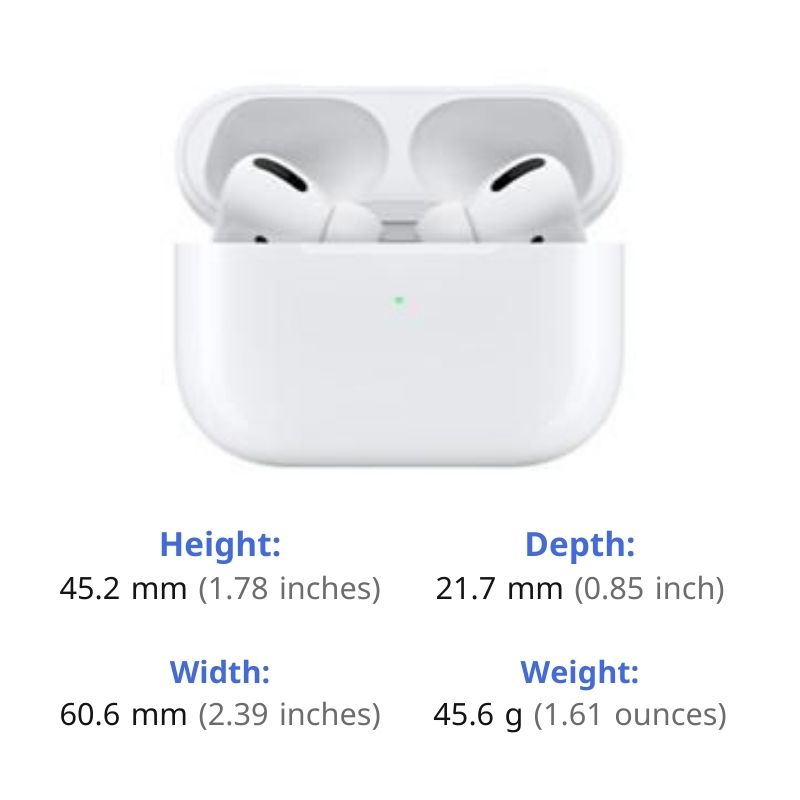 Height:
45.2 mm (1.78 inches)
Depth:
21.7 mm (0.85 inch)
Width:
60.6 mm (2.39 inches)
Weight:
45.6 g (1.61 ounces)